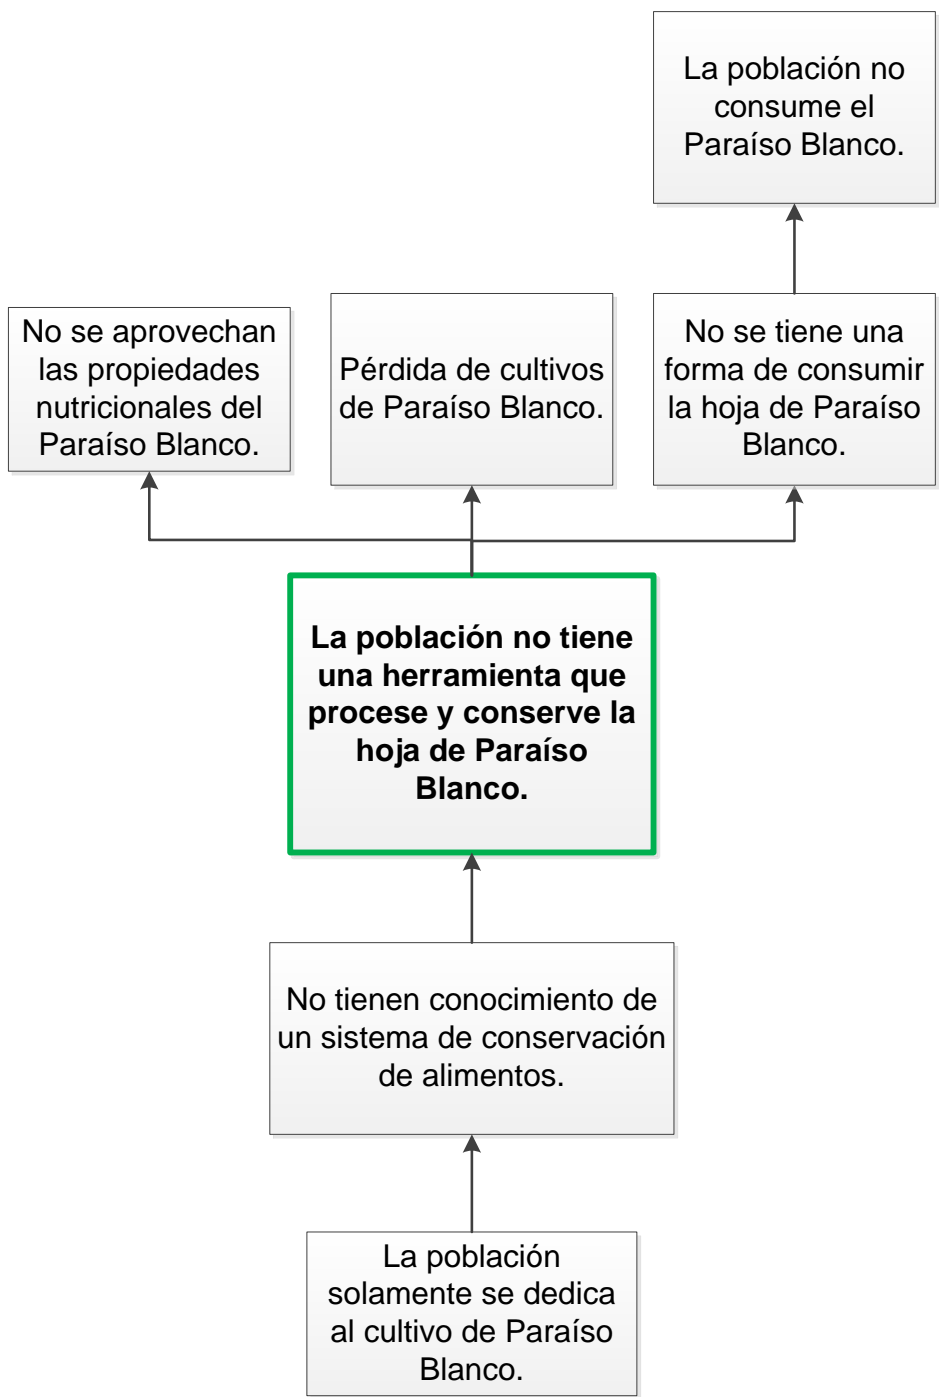 La población no
consume el
Paraíso Blanco.
No se aprovechan
las propiedades
nutricionales del
Paraíso Blanco.
Pérdida de cultivos
de Paraíso Blanco.
No se tiene una
forma de consumir
la hoja de Paraíso
Blanco.
La población no tiene
una herramienta que
procese y conserve la
hoja de Paraíso
Blanco.
No tienen conocimiento de
un sistema de conservación
de alimentos.
La población
solamente se dedica
al cultivo de Paraíso
Blanco.